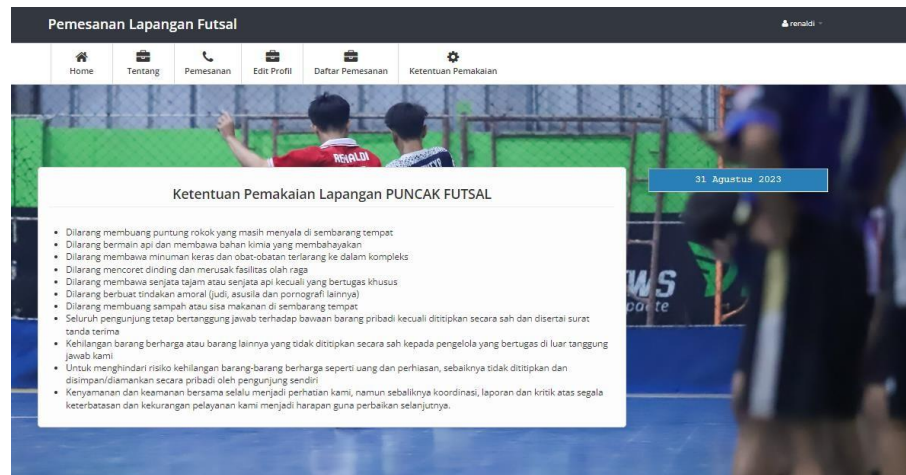 Pemesanan Lapangan Futsal
renaldi
Home Tentang Pemesanan Edit Profil Daftar Pemesanan Ketentuan Pemakaian
RENALDI
31 Agustus 2023
Ketentuan Pemakaian Lapangan PUNCAK FUTSAL
• Dilarang membuang puntung rokok yang masih menyala di sembarang tempat
• Dilarang bermain api dan membawa bahan kimia yang membahayakan
• Dilarang membawa minuman keras dan obat-obatan terlarang ke dalam kompleks
• Dilarang mencoret dinding dan merusak fasilitas olah raga
• Dilarang membawa senjata tajam atau senjata api kecuali yang bertugas khusus
• Dilarang berbuat tindakan amoral (judi, asusila dan pornografi lainnya)
• Dilarang membuang sampah atau sisa makanan di sembarang tempat
• Seluruh pengunjung tetap bertanggung jawab terhadap bawaan barang pribadi kecuali dititipkan secara sah dan disertai surat
tanda terima
• Kehilangan barang berharga atau barang lainnya yang tidak dititipkan secara sah kepada pengelola yang bertugas di luar tanggung
jawab kami
• Untuk menghindari risiko kehilangan barang-barang berharga seperti uang dan perhiasan, sebaiknya tidak dititipkan dan
disimpan/diamankan secara pribadi oleh pengunjung sendiri
• Kenyamanan dan keamanan bersama selalu menjadi perhatian kami, namun sebaliknya koordinasi, laporan dan kritik atas segala
keterbatasan dan kekurangan pelayanan kami menjadi harapan guna perbaikan selanjutnya.